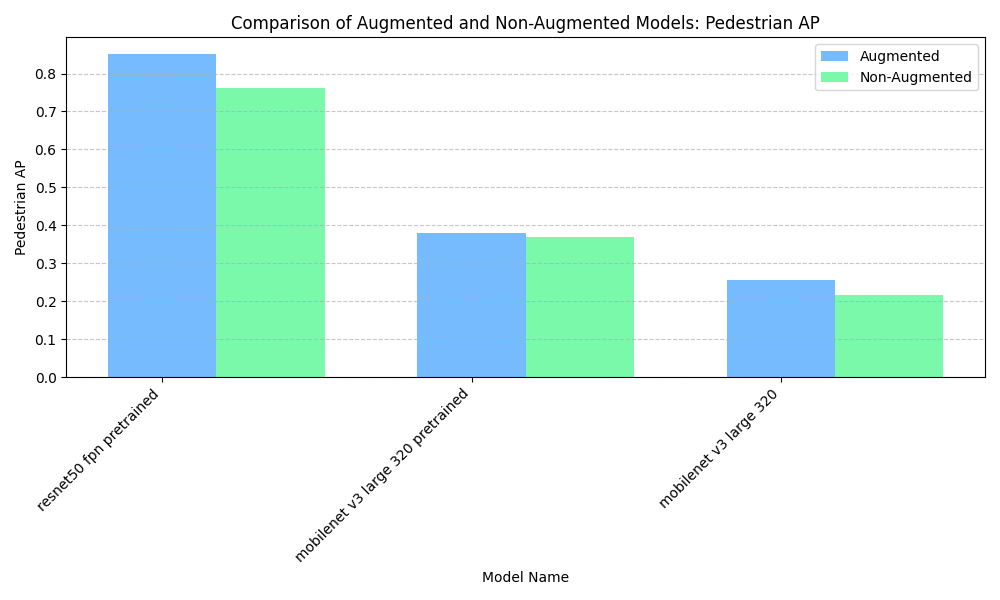 Comparison of Augmented and Non-Augmented Models: Pedestrian AP
Augmented
Non-Augmented
Pedestrian AP
0.8
0.7
0.6
0.5
0.4
0.3
0.2
0.1
0.0
resnet50 fpn pretrained
mobilenet v3 large 320 pretrained
mobilenet v3 large 320
Model Name